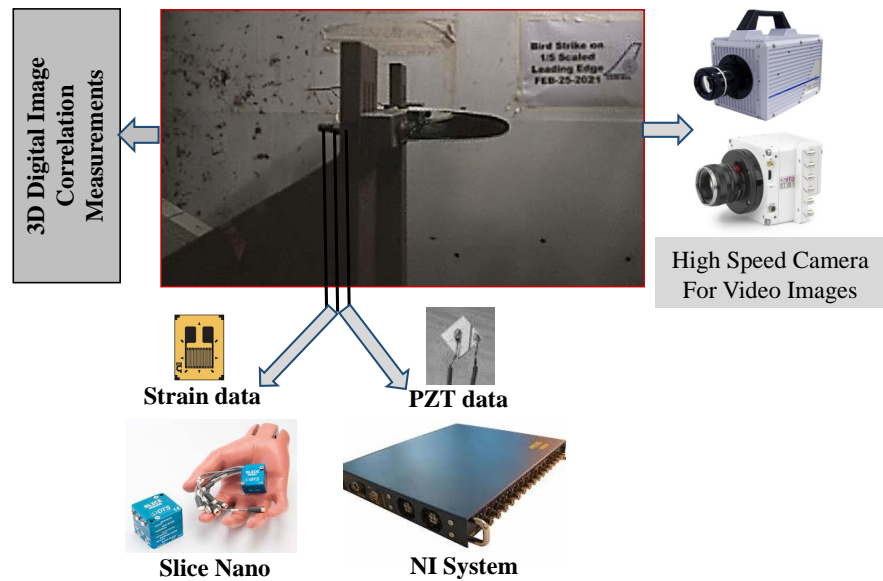 3D Digital Image
Correlation
Measurements
Bird Strike on
1/5 Scaled
Leading Edge
FEB-25-2021
High Speed Camera
For Video Images
Strain data
PZT data
DTS
Slice Nano
NI System